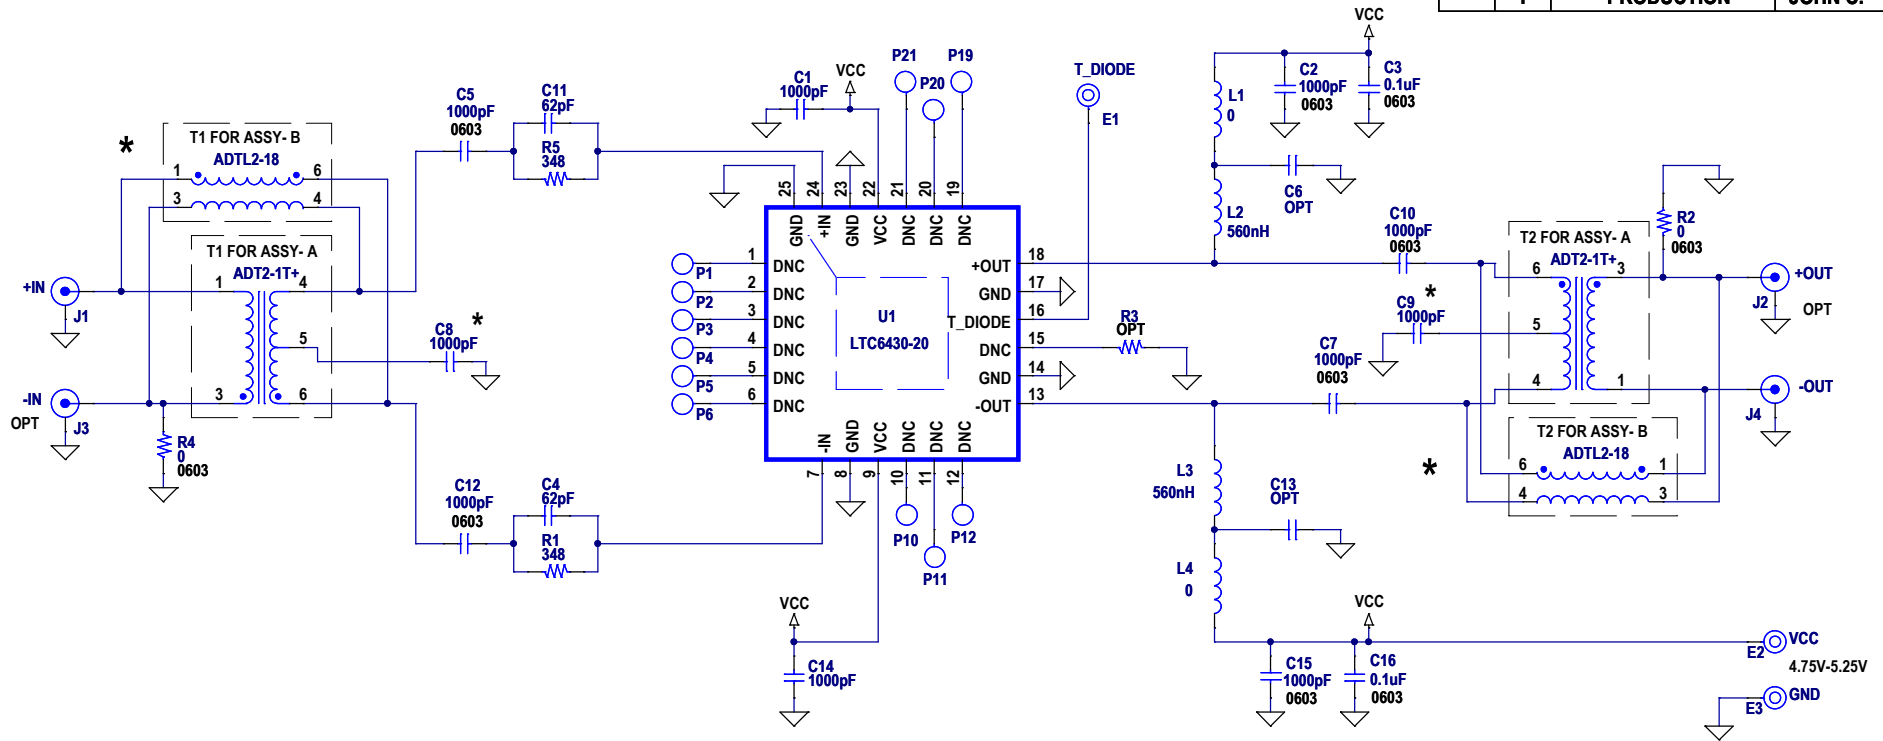 PRODUCTION
JOHN C.
VCC
C2
1000pF
0603
C3
0.1uF
0603
T_DIODE
E1
L1
0
P21
P20
P19
C1
1000pF
VCC
C5
1000pF
0603
C11
62pF
R5
348
*
T1 FOR ASSY- B
ADTL2-18
1
6
3
4
T1 FOR ASSY- A
ADT2-1T+
1
4
5
3
6
+IN
J1
-IN
OPT
J3
R4
0
0603
C8
1000pF
*
C12
1000pF
0603
C4
62pF
R1
348
25
24
23
22
21
20
19
GND
+IN
GND
VCC
DNC
DNC
DNC
P1
1
DNC
P2
2
DNC
P3
3
DNC
P4
4
DNC
P5
5
DNC
P6
6
DNC
U1
LTC6430-20
+OUT
18
GND
17
T_DIODE
16
DNC
15
GND
14
-OUT
13
-IN
GND
VCC
DNC
DNC
DNC
7
8
9
10
11
12
P10
P11
P12
VCC
C14
1000pF
C6
OPT
L2
560nH
R3
OPT
C10
1000pF
0603
C9
1000pF
*
C7
1000pF
0603
T2 FOR ASSY- A
ADT2-1T+
6
3
5
4
1
R2
0
0603
+OUT
J2
OPT
-OUT
J4
T2 FOR ASSY- B
ADTL2-18
*
6
1
4
3
L3
560nH
C13
OPT
L4
0
VCC
C15
1000pF
0603
C16
0.1uF
0603
E2
VCC
4.75V-5.25V
E3
GND